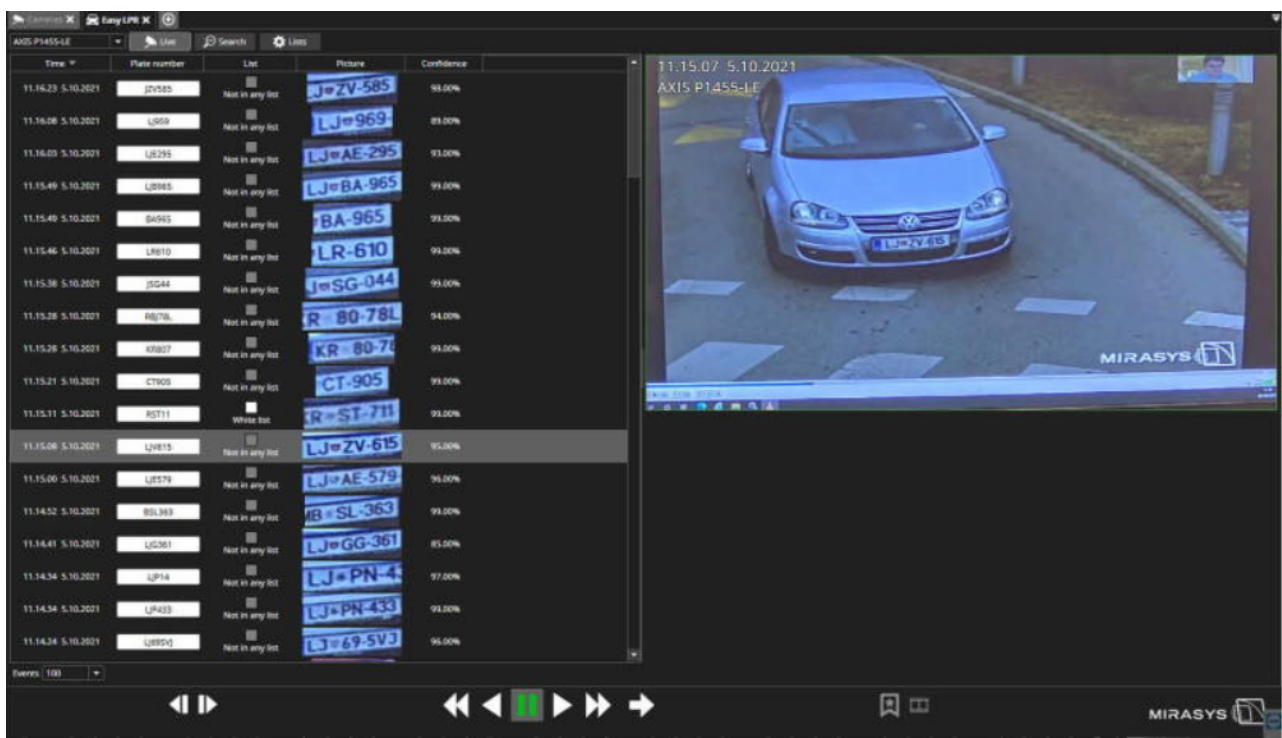 Cameras
Easy LPR
AXIS P1455-LE
Live
Search
Lists
Time
Plate number
List
Picture
Confidence
11.16.23 5.10.2021 JZV585 Not in any list J ZV-585 98.00%
11.16.08 5.10.2021 LJ969 Not in any list LJ 969 89.00%
11.16.03 5.10.2021 LJE295 Not in any list LJ AE-295 93.00%
11.15.49 5.10.2021 LJB965 Not in any list LJ BA-965 99.00%
11.15.49 5.10.2021 BA965 Not in any list BA-965 99.00%
11.15.46 5.10.2021 LR610 Not in any list LR-610 99.00%
11.15.38 5.10.2021 JSG44 Not in any list J SG-044 99.00%
11.15.28 5.10.2021 Not in any list R 80-78L 94.00%
11.15.28 5.10.2021 KR807 Not in any list KR 80-78 99.00%
11.15.21 5.10.2021 CT905 Not in any list CT-905 99.00%
11.15.11 5.10.2021 RST11 White list KR ST-711 99.00%
11.15.08 5.10.2021 LJV615 Not in any list LJ ZV-615 95.00%
11.15.00 5.10.2021 LJE579 Not in any list LJ AE-579 96.00%
11.14.52 5.10.2021 BSL363 Not in any list MB SL-363 99.00%
11.14.41 5.10.2021 LJG361 Not in any list LJ GG-361 85.00%
11.14.34 5.10.2021 LJP14 Not in any list LJ PN-43 97.00%
11.14.34 5.10.2021 LJP433 Not in any list LJ PN-433 99.00%
11.14.24 5.10.2021 LJ695VJ Not in any list LJ 69-5VJ 96.00%
Events 100
11.15.07 5.10.2021
AXIS P1455-LE
LJ ZV-615
MIRASYS
MIRASYS